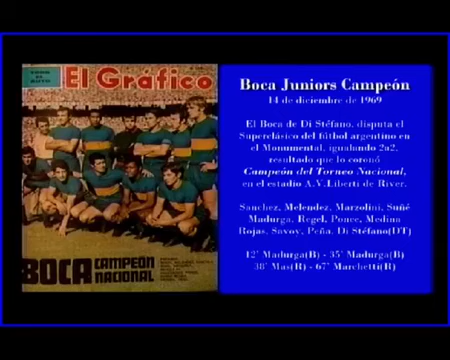 El Gráfico
BOCA CAMPEÓN
NACIONAL
Boca Juniors Campeón
14 de diciembre de 1969
El Boca de Di Stéfano, disputa el
Superclásico del fútbol argentino en
el Monumental, igualando 2a2,
resultado que lo coronó
Campeón del Torneo Nacional,
en el estadio A.V.Liberti de River.
Sanchez, Melendez, Marzolini, Suñé
Madurga, Rogel, Ponce, Medina
Rojas, Savoy, Peña. Di Stéfano(DT)
12' Madurga(B) - 35' Madurga(B)
38' Mas(R) - 67' Marchetti(R)